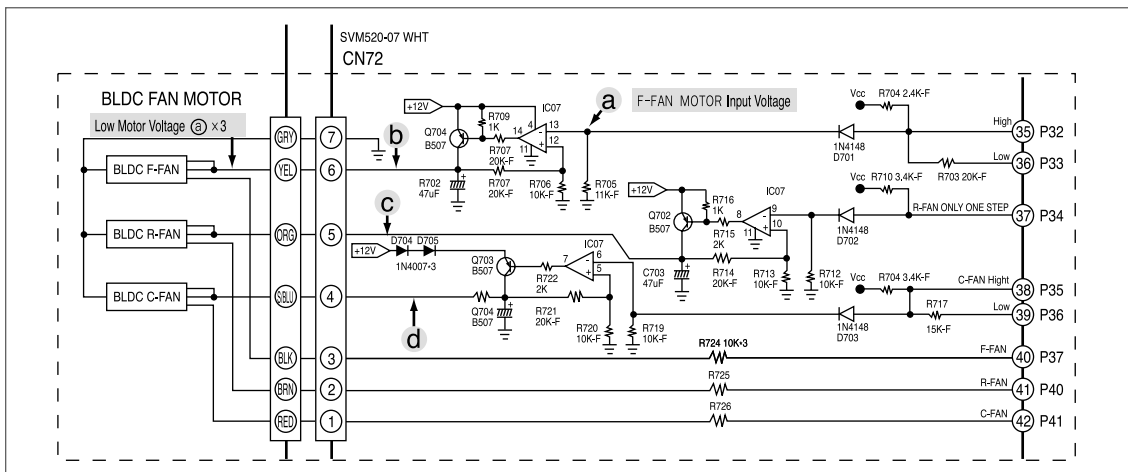 SVM520-07 WHT
CN72
BLDC FAN MOTOR
Low Motor Voltage ⓐ ×3
a
F-FAN MOTOR Input Voltage
GRY
7
b
YEL
6
BLDC F-FAN
+12V
R709
1K
Q704
B507
IC07
4
14
13
12
11
R707
20K-F
R702
47uF
R707
20K-F
R706
10K-F
R705
11K-F
Vcc
R704 2.4K-F
1N4148
D701
High
35
P32
Low
36
P33
R703 20K-F
Vcc
R710 3,4K-F
R-FAN ONLY ONE STEP
37
P34
1N4148
D702
+12V
R716
1K
Q702
B507
IC07
8
9
10
11
R715
2K
C703
47uF
R714
20K-F
R713
10K-F
R712
10K-F
c
BLDC R-FAN
ORG
5
+12V
D704
D705
1N4007*3
Q703
B507
IC07
7
6
5
R722
2K
BLDC C-FAN
S/BLU
4
d
Q704
B507
R721
20K-F
R720
10K-F
R719
10K-F
Vcc
R704 3.4K-F
C-FAN Hight
38
P35
Low
39
P36
R717
15K-F
1N4148
D703
BLK
3
R724 10K*3
F-FAN
40
P37
BRN
2
R725
R-FAN
41
P40
RED
1
R726
C-FAN
42
P41